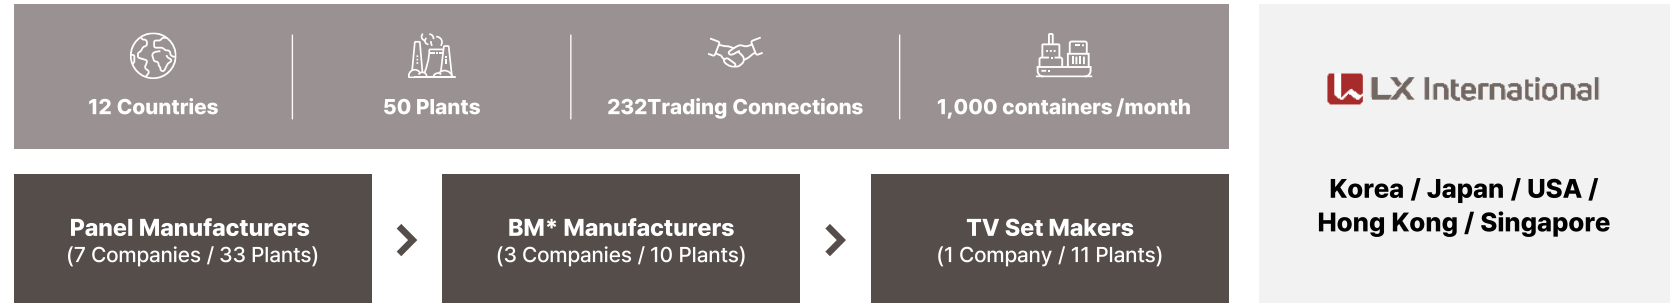 12 Countries
50 Plants
232Trading Connections
1,000 containers /month
LX International
Panel Manufacturers
(7 Companies / 33 Plants)
BM* Manufacturers
(3 Companies / 10 Plants)
TV Set Makers
(1 Company / 11 Plants)
Korea / Japan / USA /
Hong Kong / Singapore